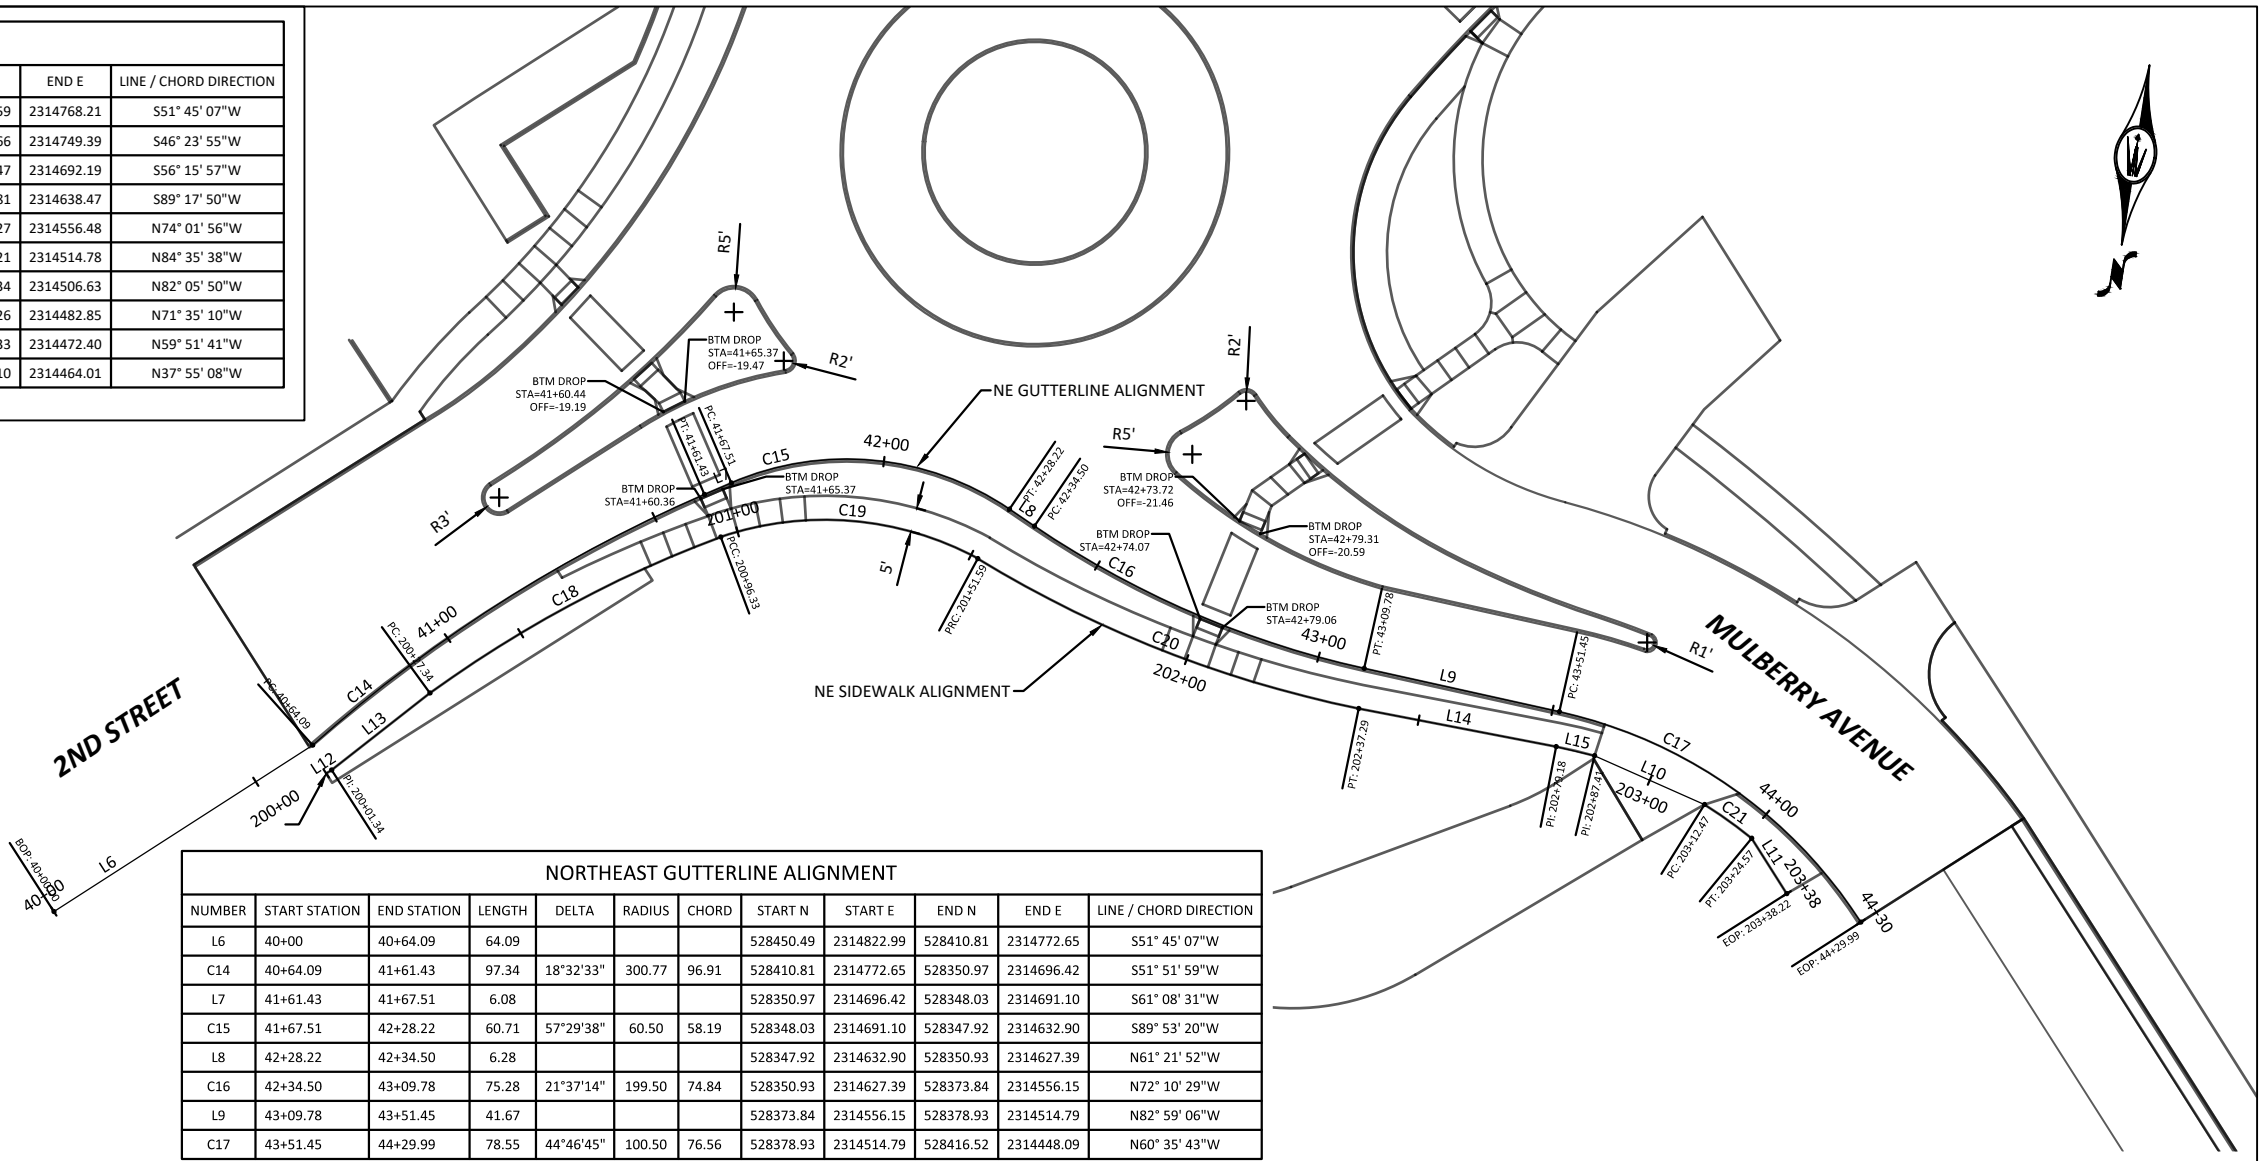 END E LINE / CHORD DIRECTION
59 2314768.21 S51° 45' 07"W
66 2314749.39 S46° 23' 55"W
47 2314692.19 S56° 15' 57"W
31 2314638.47 S89° 17' 50"W
27 2314556.48 N74° 01' 56"W
21 2314514.78 N84° 35' 38"W
34 2314506.63 N82° 05' 50"W
26 2314482.85 N71° 35' 10"W
33 2314472.40 N59° 51' 41"W
10 2314464.01 N37° 55' 08"W
R5'
R2'
BTM DROP
STA=41+65.37
OFF=-19.47
BTM DROP
STA=41+60.44
OFF=-19.19
R3'
PT: 41+61.43
PC: 41+67.51
L7
C15
42+00
NE GUTTERLINE ALIGNMENT
BTM DROP
STA=41+60.36
BTM DROP
STA=41+65.37
201+00
C19
PCC: 200+96.33
5'
PRC: 201+51.59
PT: 42+28.22
L8
PC: 42+34.50
R2'
R5'
BTM DROP
STA=42+73.72
OFF=-21.46
BTM DROP
STA=42+79.31
OFF=-20.59
BTM DROP
STA=42+74.07
BTM DROP
STA=42+79.06
C16
C20
202+00
43+00
PT: 43+09.78
L9
PC: 43+51.45
R1'
MULBERRY AVENUE
NE SIDEWALK ALIGNMENT
C18
41+00
PC: 200+27.34
C14
PC: 40+64.09
L13
L12
200+00
PI: 200+01.34
2ND STREET
L6
BOP: 40+00.00
40+00
PT: 202+37.29
L14
L15
PI: 202+79.18
PI: 202+87.41
L10
203+00
C17
44+00
C21
PC: 203+12.47
PT: 203+24.57
L11
203+38
EOP: 203+38.22
44+30
EOP: 44+29.99
N
NORTHEAST GUTTERLINE ALIGNMENT
NUMBER START STATION END STATION LENGTH DELTA RADIUS CHORD START N START E END N END E LINE / CHORD DIRECTION
L6 40+00 40+64.09 64.09 528450.49 2314822.99 528410.81 2314772.65 S51° 45' 07"W
C14 40+64.09 41+61.43 97.34 18°32'33" 300.77 96.91 528410.81 2314772.65 528350.97 2314696.42 S51° 51' 59"W
L7 41+61.43 41+67.51 6.08 528350.97 2314696.42 528348.03 2314691.10 S61° 08' 31"W
C15 41+67.51 42+28.22 60.71 57°29'38" 60.50 58.19 528348.03 2314691.10 528347.92 2314632.90 S89° 53' 20"W
L8 42+28.22 42+34.50 6.28 528347.92 2314632.90 528350.93 2314627.39 N61° 21' 52"W
C16 42+34.50 43+09.78 75.28 21°37'14" 199.50 74.84 528350.93 2314627.39 528373.84 2314556.15 N72° 10' 29"W
L9 43+09.78 43+51.45 41.67 528373.84 2314556.15 528378.93 2314514.79 N82° 59' 06"W
C17 43+51.45 44+29.99 78.55 44°46'45" 100.50 76.56 528378.93 2314514.79 528416.52 2314448.09 N60° 35' 43"W